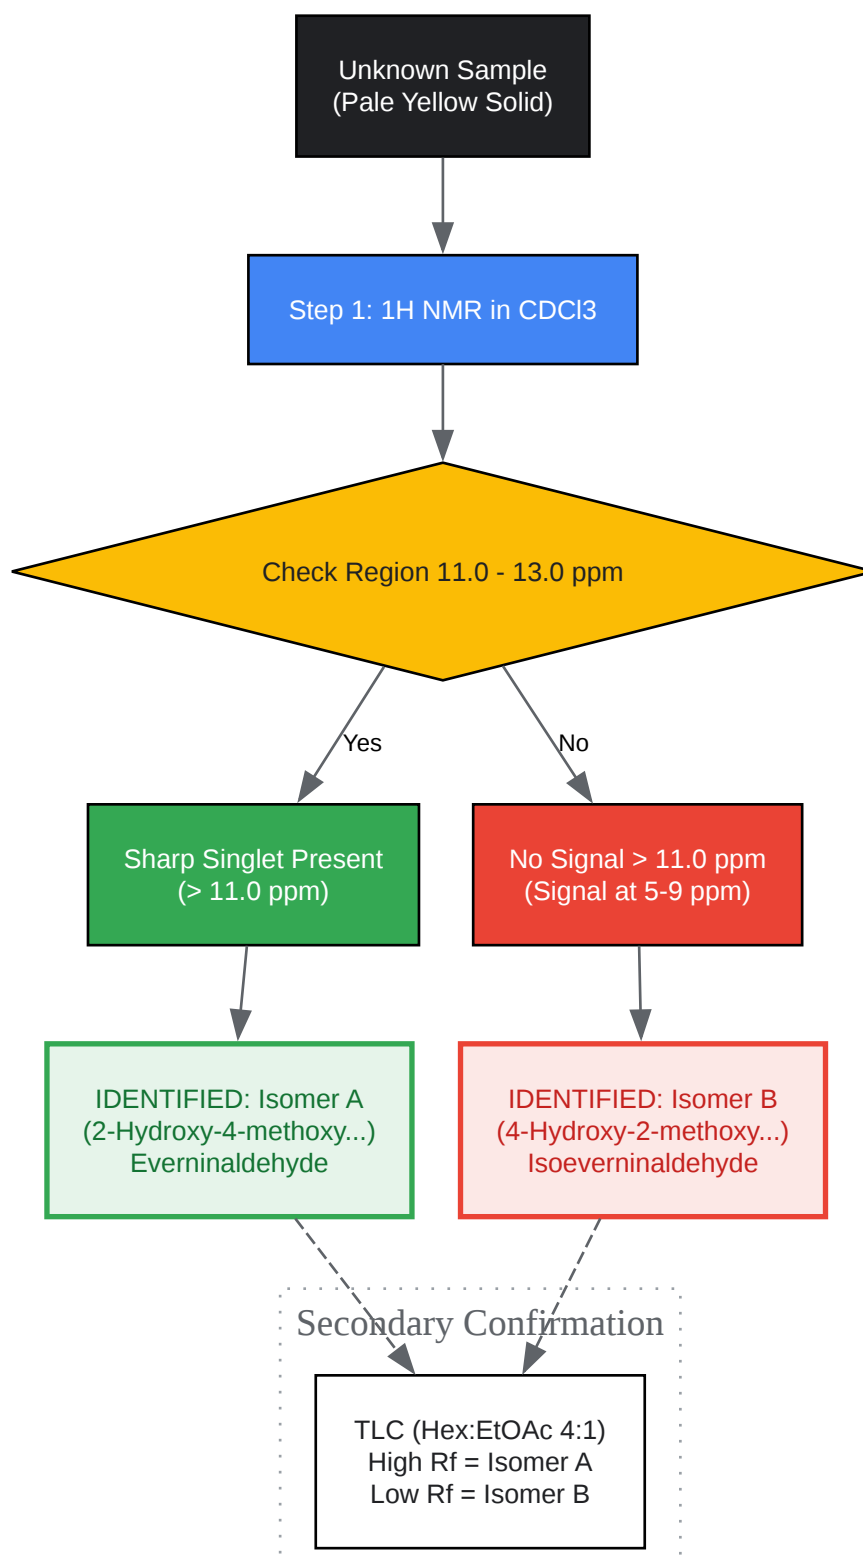 Unknown Sample
(Pale Yellow Solid)
Step 1: 1H NMR in CDCl3
Check Region 11.0 - 13.0 ppm
Yes
No
Sharp Singlet Present
(> 11.0 ppm)
No Signal > 11.0 ppm
(Signal at 5-9 ppm)
IDENTIFIED: Isomer A
(2-Hydroxy-4-methoxy...)
Everninaldehyde
IDENTIFIED: Isomer B
(4-Hydroxy-2-methoxy...)
Isoeverninaldehyde
Secondary Confirmation
TLC (Hex:EtOAc 4:1)
High Rf = Isomer A
Low Rf = Isomer B